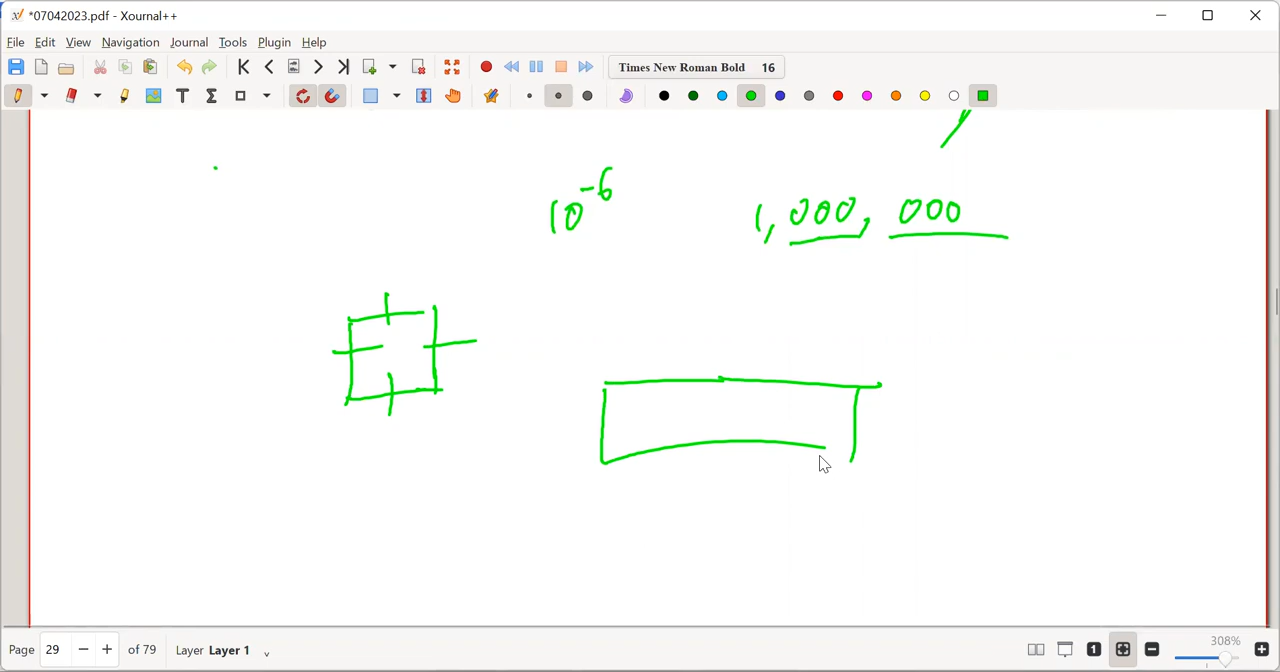 *07042023.pdf - Xournal++
File Edit View Navigation Journal Tools Plugin Help
Times New Roman Bold 16
10⁻⁶ 1,000,000
Page 29 of 79 Layer Layer 1 308%